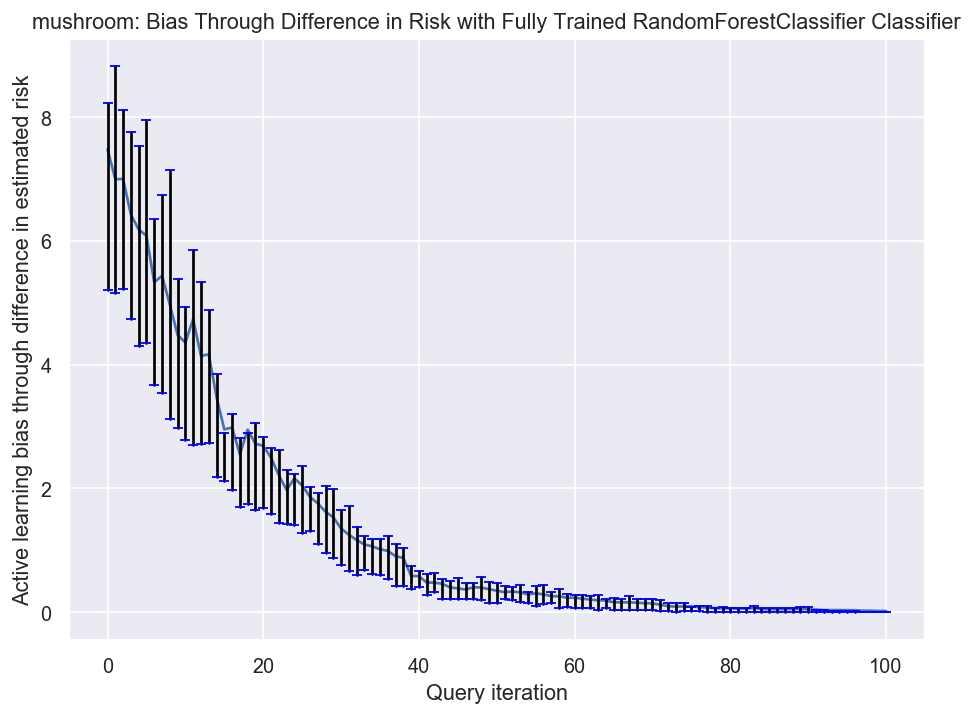 mushroom: Bias Through Difference in Risk with Fully Trained RandomForestClassifier Classifier
Active learning bias through difference in estimated risk
8
6
4
2
0
0 20 40 60 80 100
Query iteration